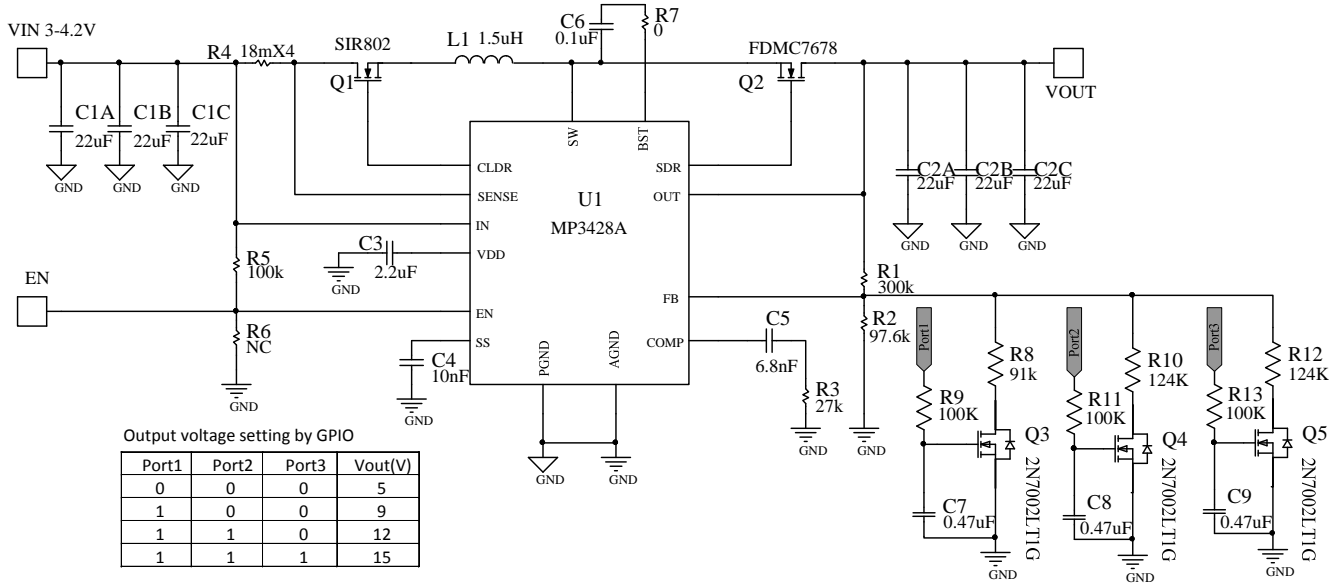 VIN 3-4.2V
R4
18mX4
SIR802
Q1
L1 1.5uH
C6
0.1uF
R7
0
FDMC7678
Q2
VOUT
C1A
22uF
C1B
22uF
C1C
22uF
GND
GND
GND
CLDR
SENSE
IN
VDD
EN
SS
SW
BST
SDR
OUT
FB
COMP
PGND
AGND
U1
MP3428A
C2A
22uF
C2B
22uF
C2C
22uF
GND
GND
GND
C3
2.2uF
GND
R5
100k
EN
R6
NC
GND
C4
10nF
GND
C5
6.8nF
R3
27k
GND
R1
300k
R2
97.6k
GND
GND
GND
Port1
R9
100K
C7
0.47uF
R8
91k
Q3
2N7002LT1G
GND
Port2
R11
100K
C8
0.47uF
R10
124K
Q4
2N7002LT1G
GND
Port3
R13
100K
C9
0.47uF
R12
124K
Q5
2N7002LT1G
GND
Output voltage setting by GPIO
Port1 Port2 Port3 Vout(V)
0 0 0 5
1 0 0 9
1 1 0 12
1 1 1 15